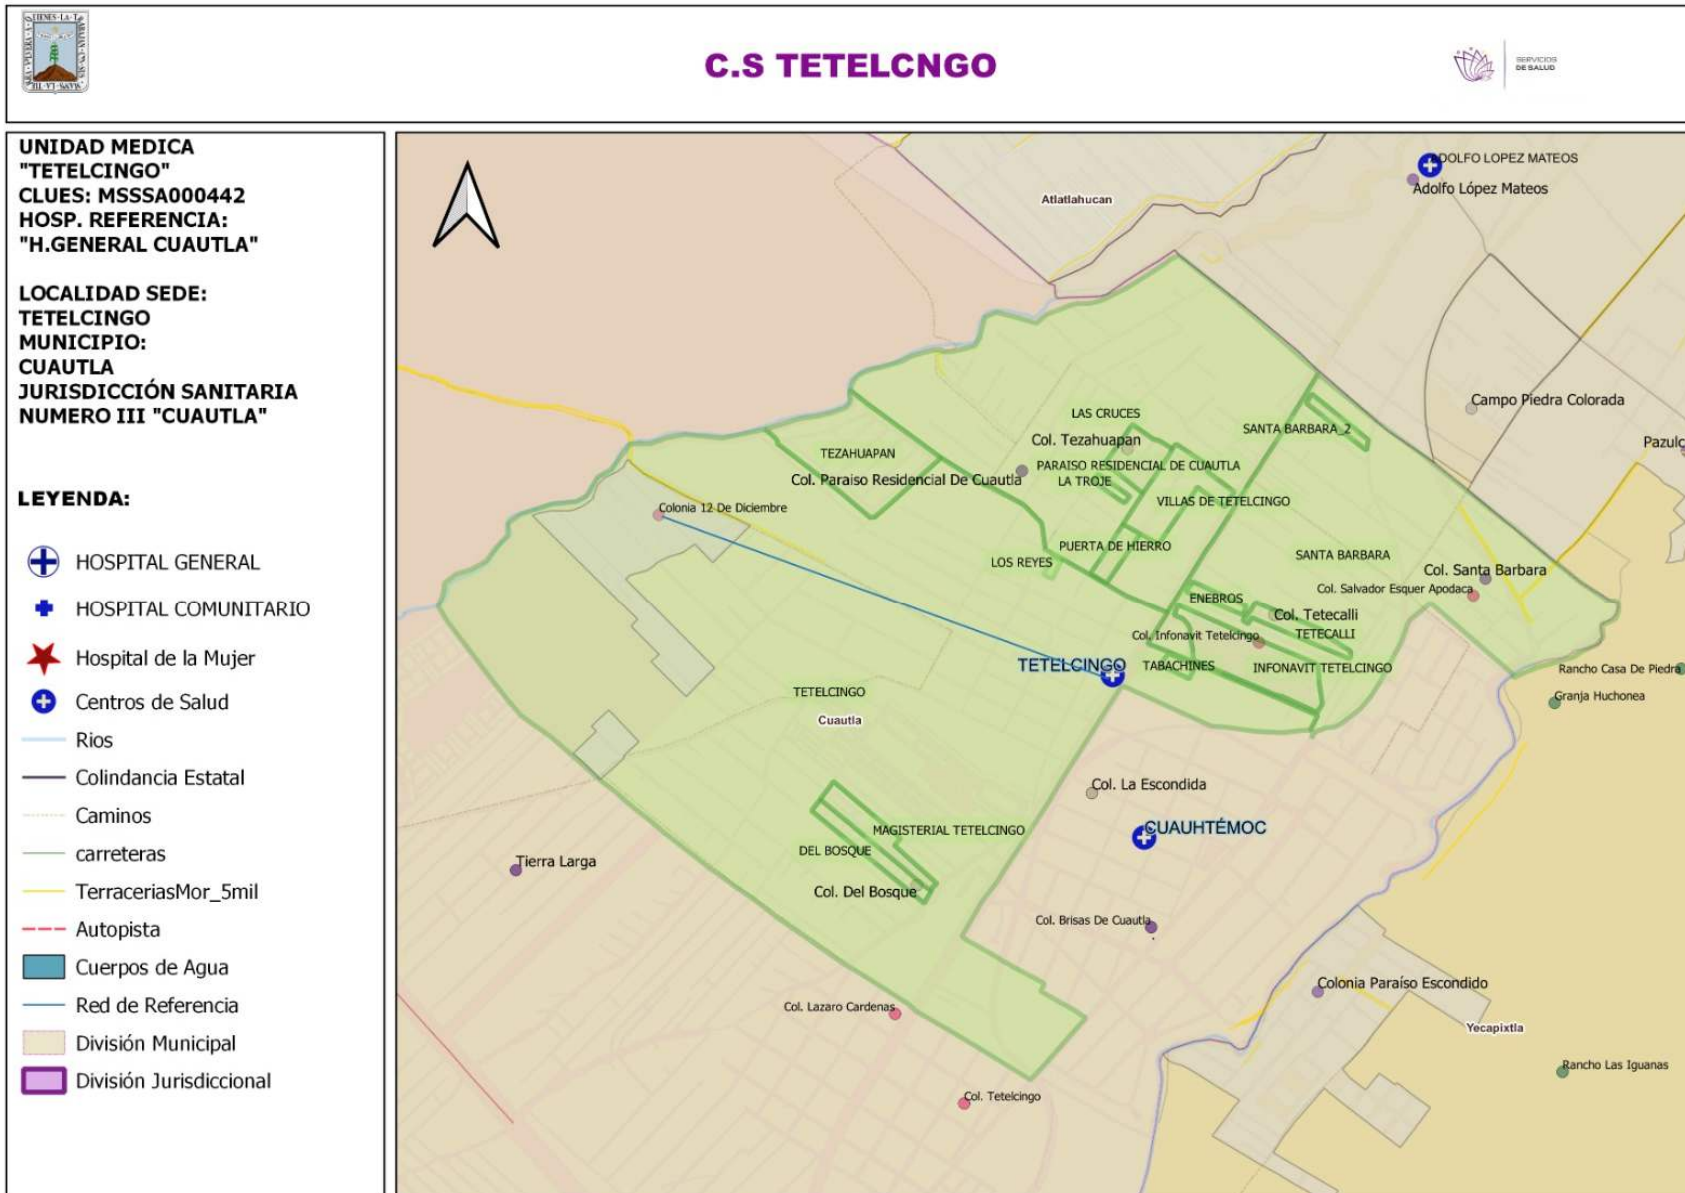 C.S TETELCNGO
SERVICIOS
DE SALUD
UNIDAD MEDICA
"TETELCINGO"
CLUES: MSSSA000442
HOSP. REFERENCIA:
"H.GENERAL CUAUTLA"
LOCALIDAD SEDE:
TETELCINGO
MUNICIPIO:
CUAUTLA
JURISDICCIÓN SANITARIA
NUMERO III "CUAUTLA"
LEYENDA:
HOSPITAL GENERAL
HOSPITAL COMUNITARIO
Hospital de la Mujer
Centros de Salud
Rios
Colindancia Estatal
Caminos
carreteras
TerraceriasMor_5mil
Autopista
Cuerpos de Agua
Red de Referencia
División Municipal
División Jurisdiccional
ADOLFO LOPEZ MATEOS
Adolfo López Mateos
Atlatlahucan
Campo Piedra Colorada
LAS CRUCES
SANTA BARBARA_2
Col. Tezahuapan
Pazulc
TEZAHUAPAN
PARAISO RESIDENCIAL DE CUAUTLA
Col. Paraiso Residencial De Cuautla
LA TROJE
VILLAS DE TETELCINGO
Colonia 12 De Diciembre
PUERTA DE HIERRO
SANTA BARBARA
LOS REYES
Col. Santa Barbara
Col. Salvador Esquer Apodaca
ENEBROS
Col. Tetecalli
Col. Infonavit Tetelcingo
TETECALLI
TETELCINGO
TABACHINES
INFONAVIT TETELCINGO
Rancho Casa De Piedra
TETELCINGO
Granja Huchonea
Cuautla
Col. La Escondida
CUAUHTÉMOC
MAGISTERIAL TETELCINGO
DEL BOSQUE
Tierra Larga
Col. Del Bosque
Col. Brisas De Cuautla
Colonia Paraíso Escondido
Col. Lazaro Cardenas
Yecapixtla
Rancho Las Iguanas
Col. Tetelcingo